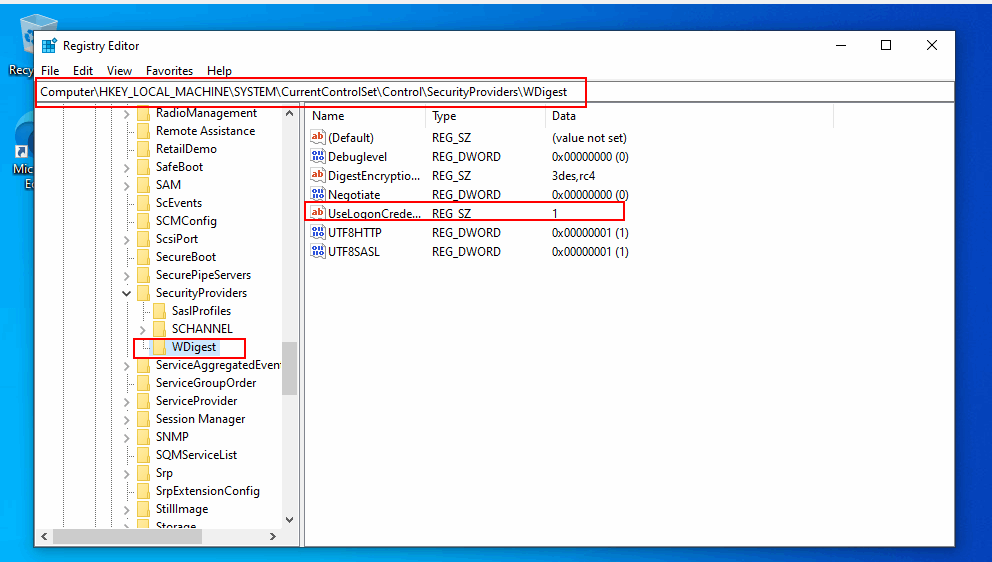 Registry Editor
File Edit View Favorites Help
Computer\HKEY_LOCAL_MACHINE\SYSTEM\CurrentControlSet\Control\SecurityProviders\WDigest
RadioManagement
Remote Assistance
RetailDemo
SafeBoot
SAM
ScEvents
SCMConfig
ScsiPort
SecureBoot
SecurePipeServers
SecurityProviders
SaslProfiles
SCHANNEL
WDigest
ServiceAggregatedEven
ServiceGroupOrder
ServiceProvider
Session Manager
SNMP
SQMServiceList
Srp
SrpExtensionConfig
StillImage
Storage
Name Type Data
(Default) REG_SZ (value not set)
Debuglevel REG_DWORD 0x00000000 (0)
DigestEncryptio... REG_SZ 3des,rc4
Negotiate REG_DWORD 0x00000000 (0)
UseLogonCrede... REG_SZ 1
UTF8HTTP REG_DWORD 0x00000001 (1)
UTF8SASL REG_DWORD 0x00000001 (1)
Recy
Mic
E